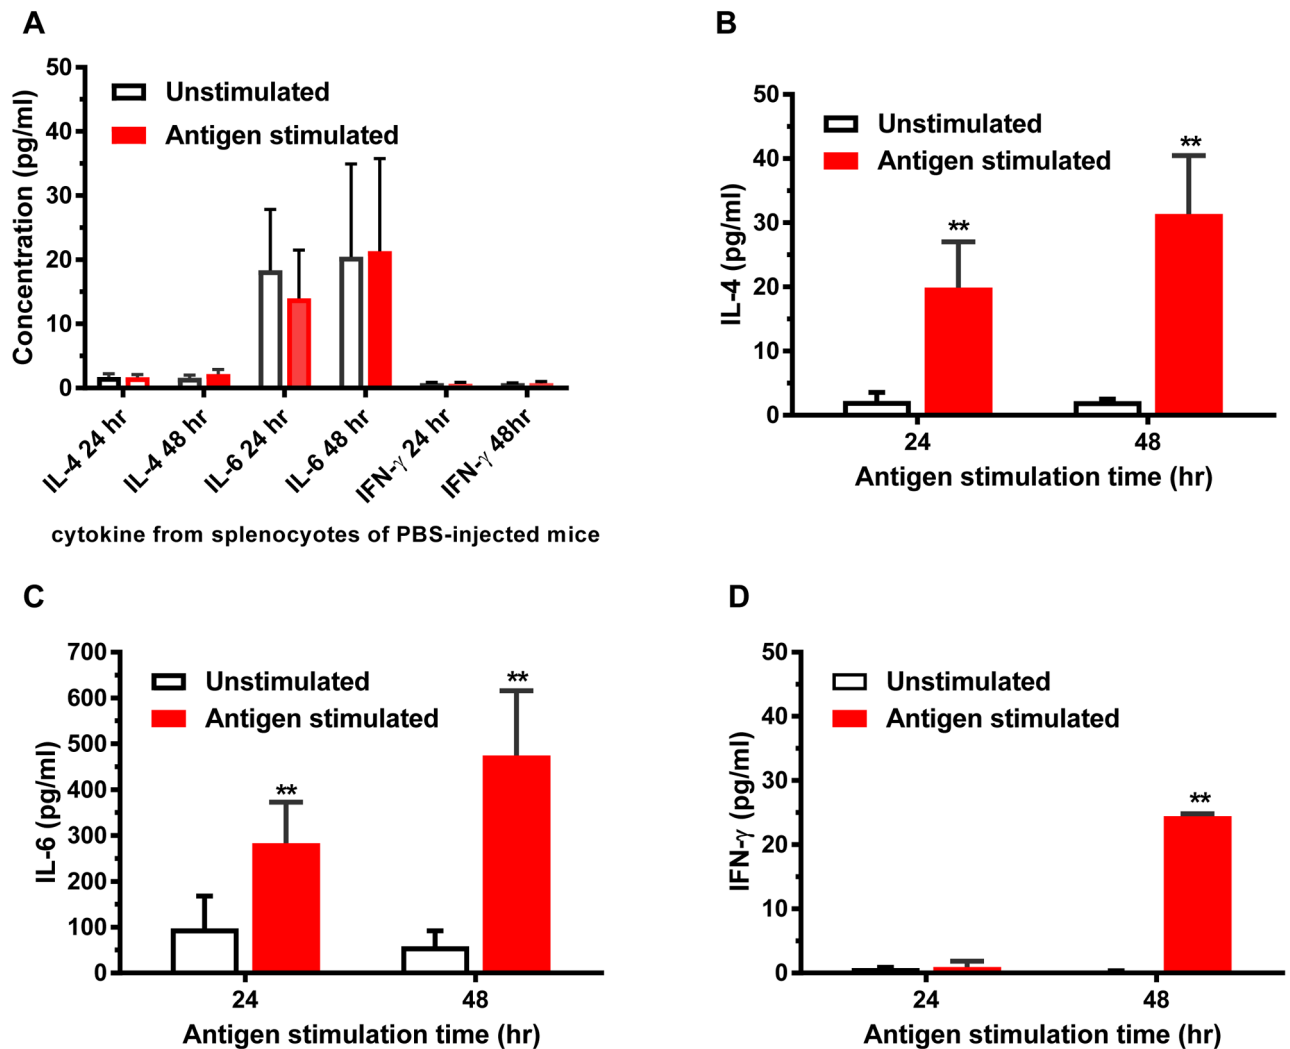 A
50
40
30
20
10
0
Concentration (pg/ml)
Unstimulated
Antigen stimulated
IL-4 24 hr
IL-4 48 hr
IL-6 24 hr
IL-6 48 hr
IFN-γ 24 hr
IFN-γ 48hr
cytokine from splenocyotes of PBS-injected mice
B
50
40
30
20
10
0
IL-4 (pg/ml)
Unstimulated
Antigen stimulated
**
**
24
48
Antigen stimulation time (hr)
C
700
600
500
400
300
200
100
0
IL-6 (pg/ml)
Unstimulated
Antigen stimulated
**
**
24
48
Antigen stimulation time (hr)
D
50
40
30
20
10
0
IFN-γ (pg/ml)
Unstimulated
Antigen stimulated
**
24
48
Antigen stimulation time (hr)